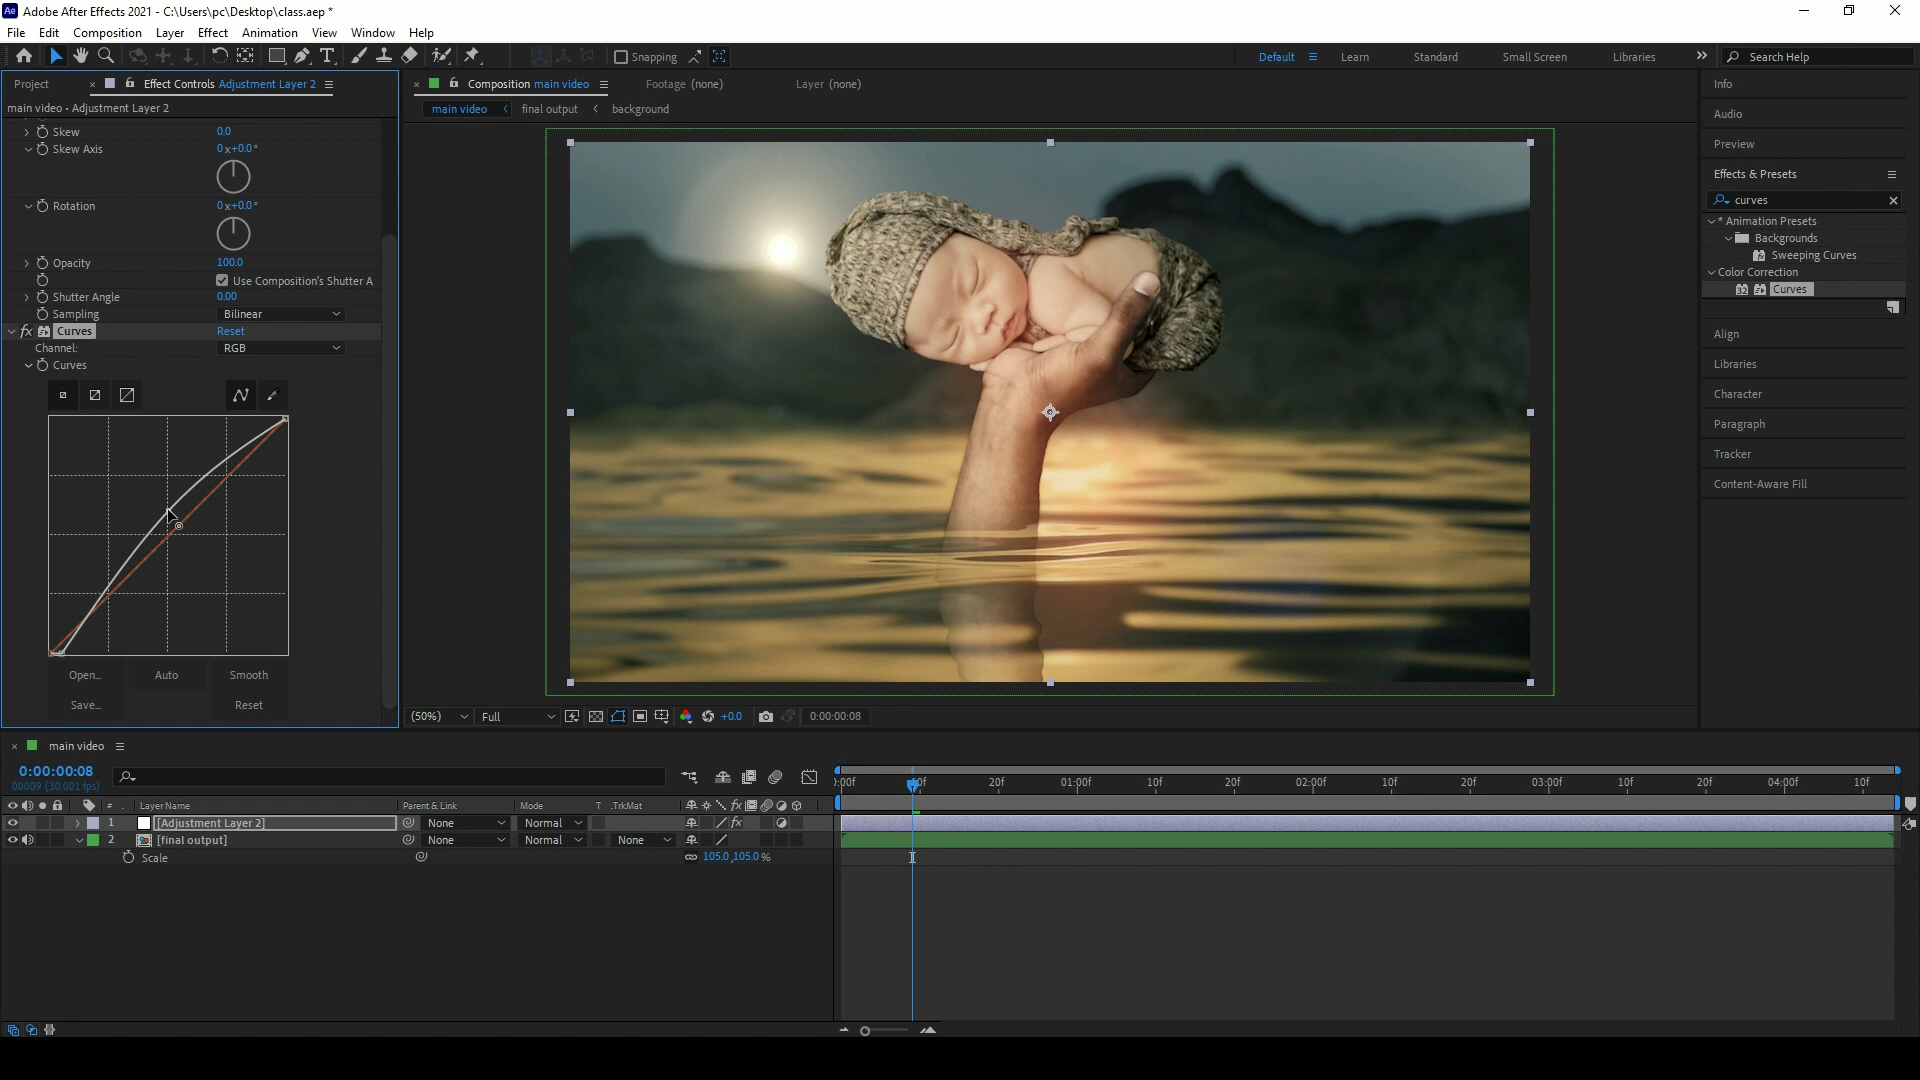 Ae Adobe After Effects 2021 - C:\Users\pc\Desktop\class.aep *
File Edit Composition Layer Effect Animation View Window Help
Snapping
Default Learn Standard Small Screen Libraries Search Help
Project Effect Controls Adjustment Layer 2
main video • Adjustment Layer 2
Skew 0.0
Skew Axis 0 x+0.0°
Rotation 0 x+0.0°
Opacity 100.0
Use Composition's Shutter A
Shutter Angle 0.00
Sampling Bilinear
fx Curves Reset
Channel: RGB
Curves
Open... Auto Smooth
Save... Reset
Composition main video Footage (none) Layer (none)
main video final output background
(50%) Full +0.0 0:00:00:08
Info
Audio
Preview
Effects & Presets
curves
* Animation Presets
Backgrounds
Sweeping Curves
Color Correction
32 Curves
Align
Libraries
Character
Paragraph
Tracker
Content-Aware Fill
main video
0:00:00:08
00009 (30.001 fps)
# Layer Name Parent & Link Mode T .TrkMat fx
1 [Adjustment Layer 2] None Normal fx
2 [final output] None Normal None
Scale 105.0,105.0 %
20f 01:00f 10f 20f 02:00f 10f 20f 03:00f 10f 20f 04:00f 10f